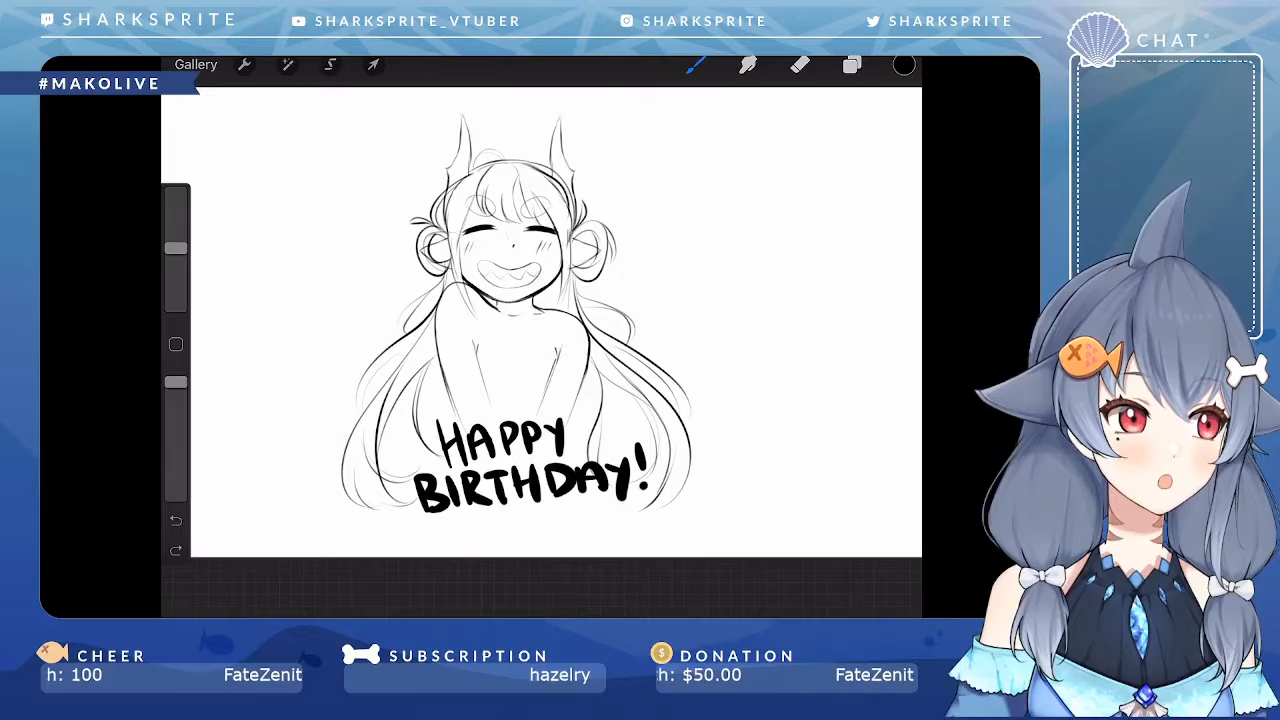 SHARKSPRITE
SHARKSPRITE_VTUBER
SHARKSPRITE
SHARKSPRITE
CHAT
#MAKOLIVE
Gallery
HAPPY
BIRTHDAY!
CHEER
h: 100 FateZenit
SUBSCRIPTION
hazelry
DONATION
h: $50.00 FateZenit